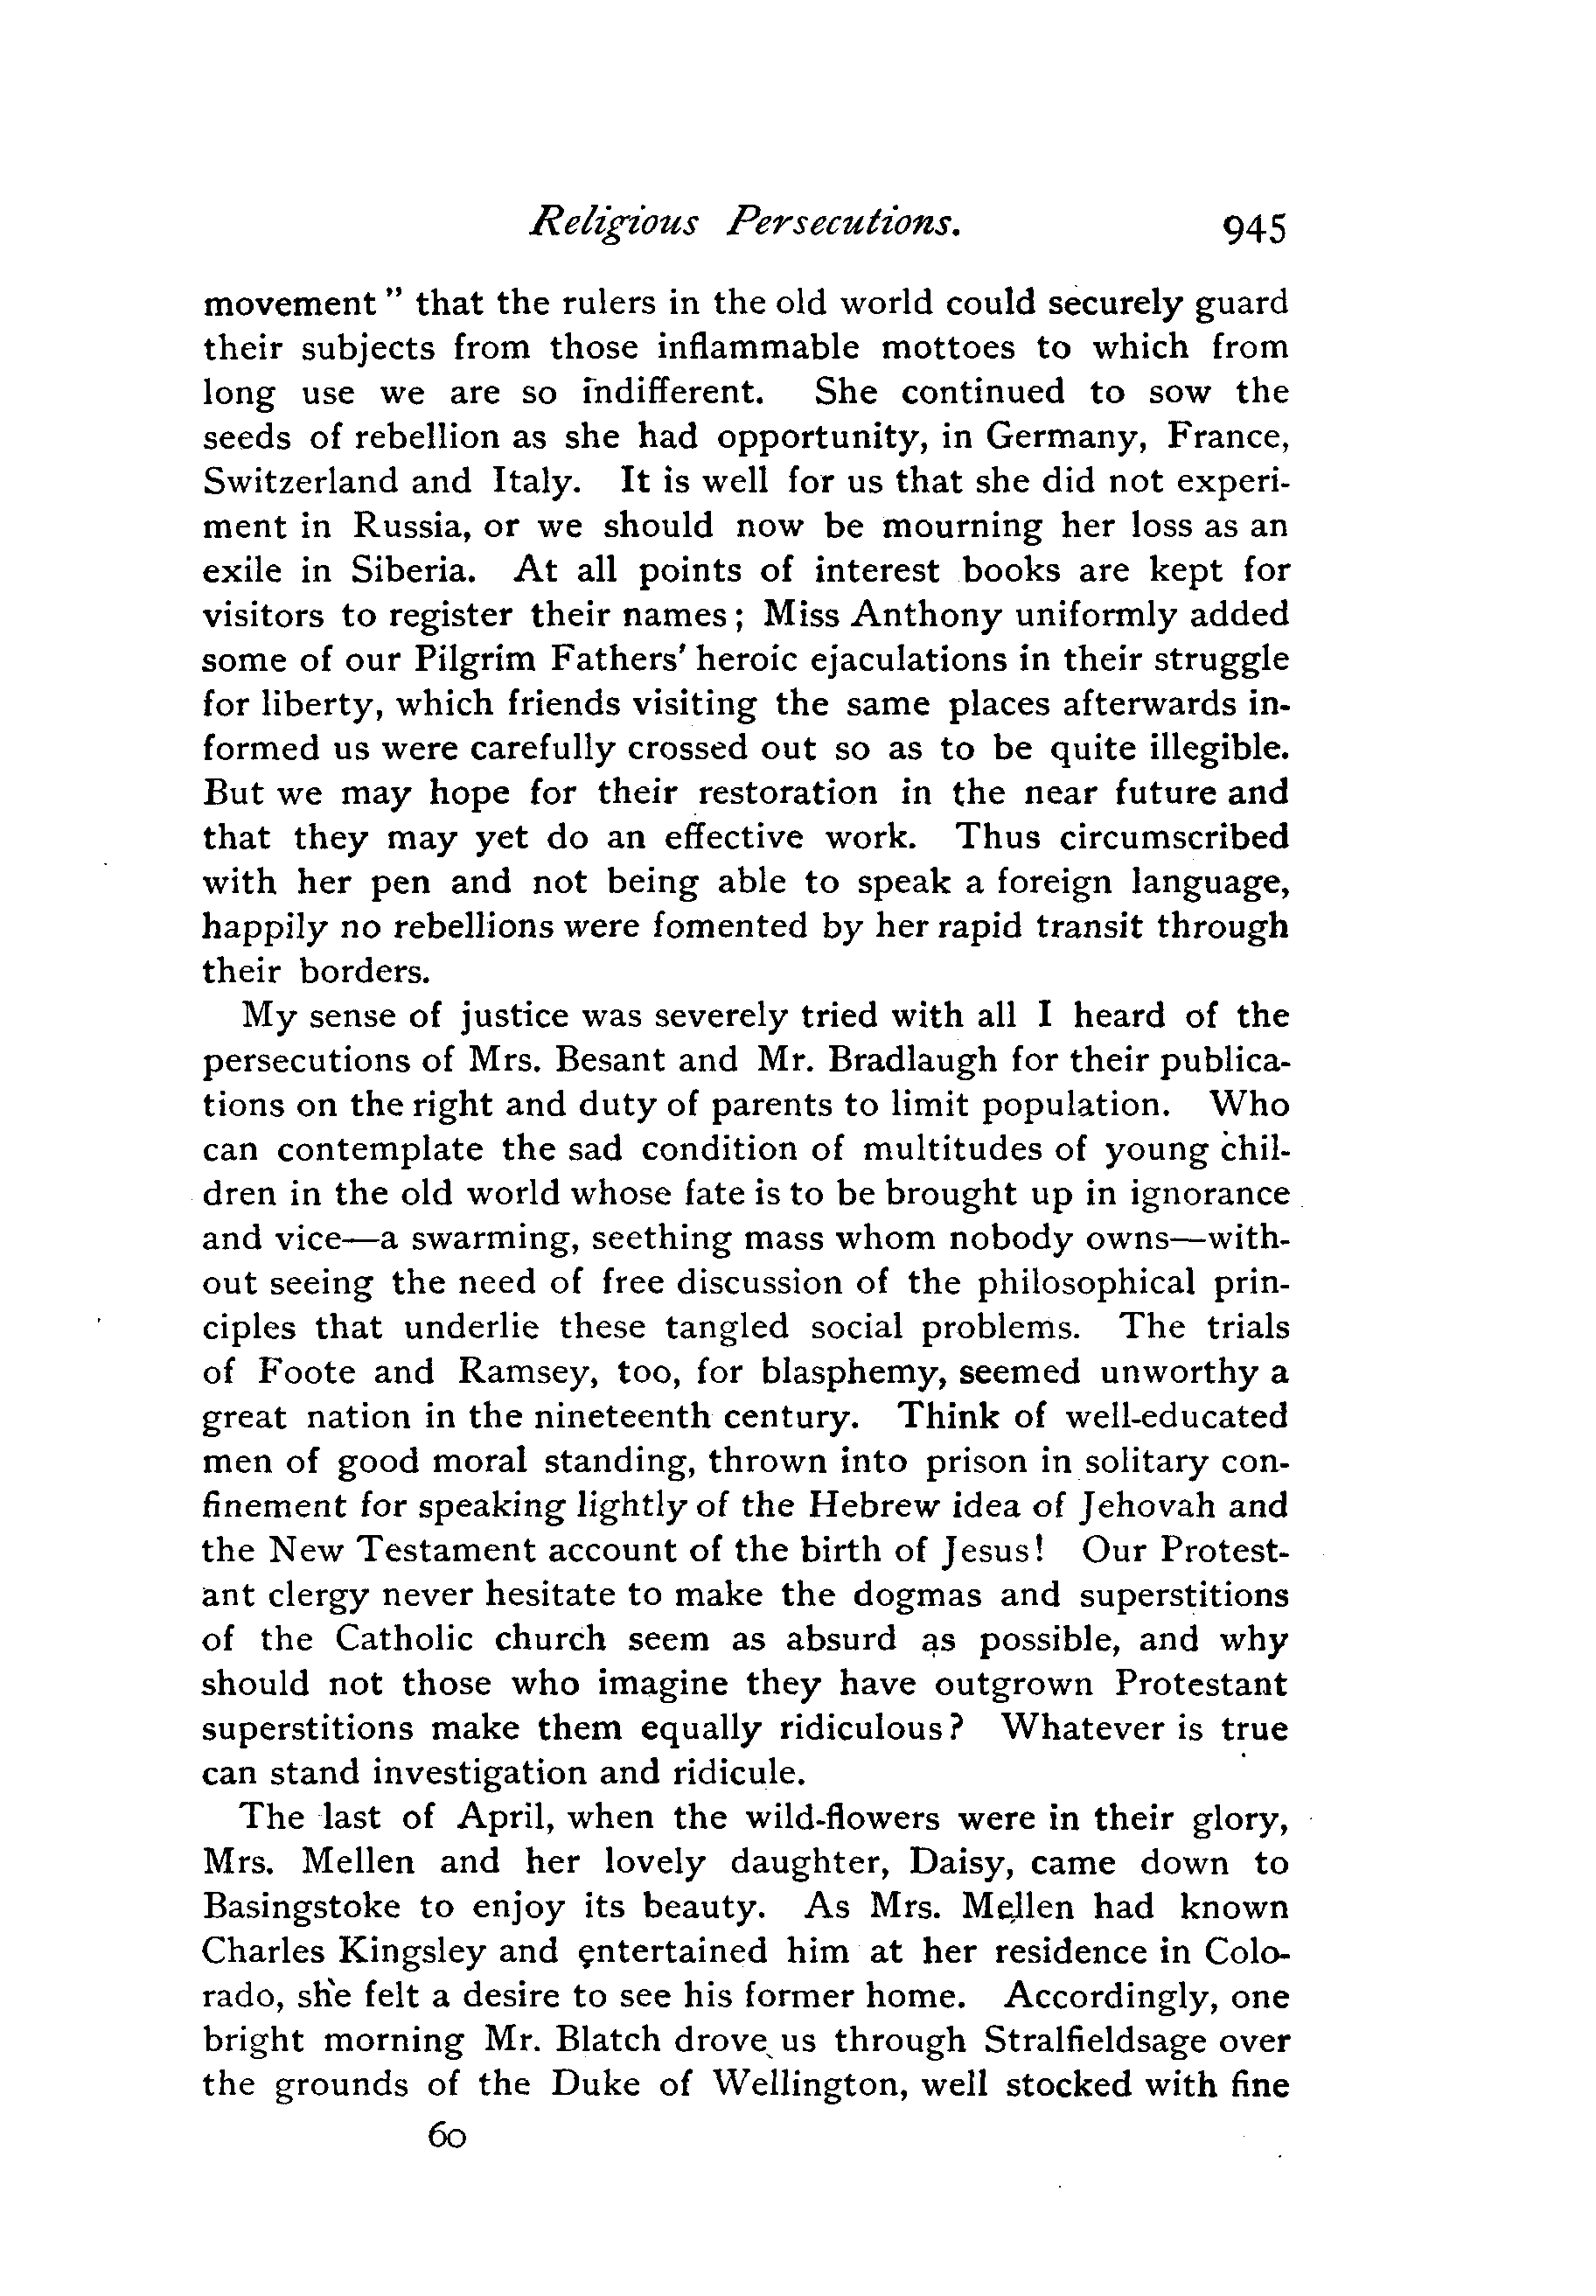 Religious Persecutions. 945
movement" that the rulers in the old world could securely guard
their subjects from those inflammable mottoes to which from
long use we are so indifferent. She continued to sow the
seeds of rebellion as she had opportunity, in Germany, France,
Switzerland and Italy. It is well for us that she did not experi-
ment in Russia, or we should now be mourning her loss as an
exile in Siberia. At all points of interest books are kept for
visitors to register their names; Miss Anthony uniformly added
some of our Pilgrim Fathers' heroic ejaculations in their struggle
for liberty, which friends visiting the same places afterwards in-
formed us were carefully crossed out so as to be quite illegible.
But we may hope for their restoration in the near future and
that they may yet do an effective work. Thus circumscribed
with her pen and not being able to speak a foreign language,
happily no rebellions were fomented by her rapid transit through
their borders.
My sense of justice was severely tried with all I heard of the
persecutions of Mrs. Besant and Mr. Bradlaugh for their publica-
tions on the right and duty of parents to limit population. Who
can contemplate the sad condition of multitudes of young chil-
dren in the old world whose fate is to be brought up in ignorance
and vice—a swarming, seething mass whom nobody owns—with-
out seeing the need of free discussion of the philosophical prin-
ciples that underlie these tangled social problems. The trials
of Foote and Ramsey, too, for blasphemy, seemed unworthy a
great nation in the nineteenth century. Think of well-educated
men of good moral standing, thrown into prison in solitary con-
finement for speaking lightly of the Hebrew idea of Jehovah and
the New Testament account of the birth of Jesus! Our Protest-
ant clergy never hesitate to make the dogmas and superstitions
of the Catholic church seem as absurd as possible, and why
should not those who imagine they have outgrown Protestant
superstitions make them equally ridiculous? Whatever is true
can stand investigation and ridicule.
The last of April, when the wild-flowers were in their glory,
Mrs. Mellen and her lovely daughter, Daisy, came down to
Basingstoke to enjoy its beauty. As Mrs. Mellen had known
Charles Kingsley and entertained him at her residence in Colo-
rado, she felt a desire to see his former home. Accordingly, one
bright morning Mr. Blatch drove us through Stralfieldsage over
the grounds of the Duke of Wellington, well stocked with fine
60